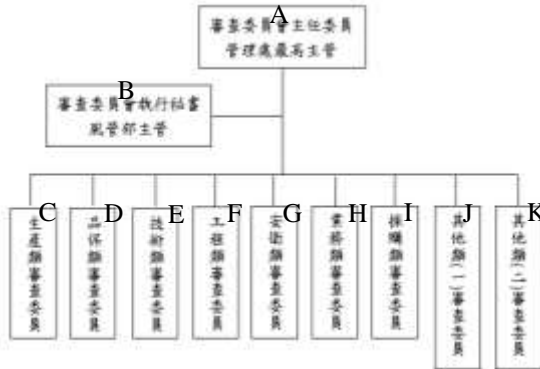 A
審查委員會主任委員
管理處最高主管
B
審查委員會執行祕書
風管部主管
C
生產類審查委員
D
品保類審查委員
E
技術類審查委員
F
工程類審查委員
G
安衛類審查委員
H
業務類審查委員
I
採購類審查委員
J
其他類(一)審查委員
K
其他類(二)審查委員